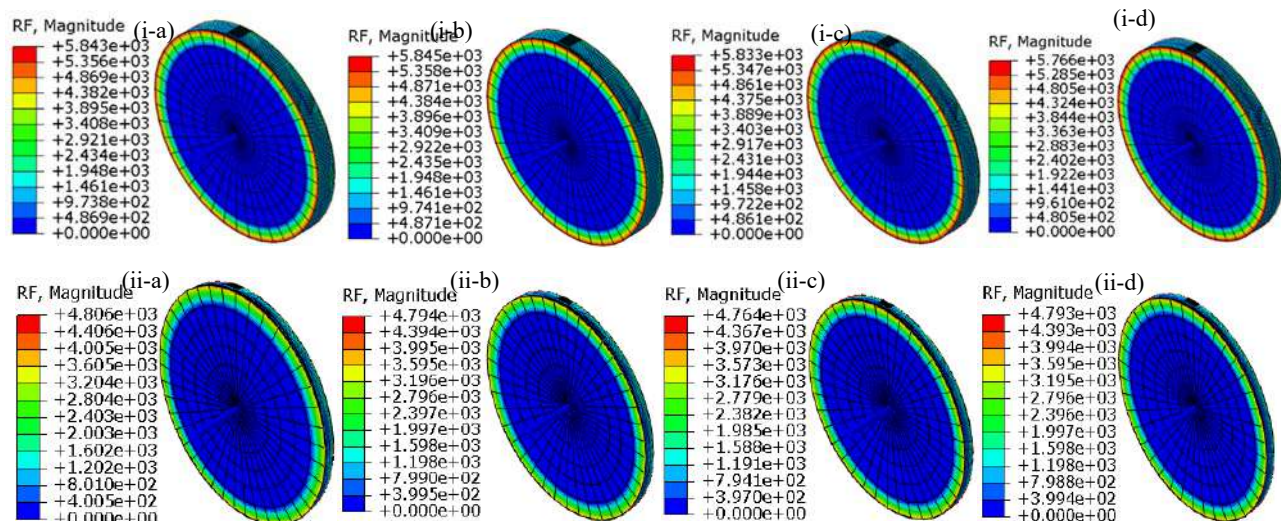 (i-a)
RF, Magnitude
+5.843e+03
+5.356e+03
+4.869e+03
+4.382e+03
+3.895e+03
+3.408e+03
+2.921e+03
+2.434e+03
+1.948e+03
+1.461e+03
+9.738e+02
+4.869e+02
+0.000e+00
(i-b)
RF, Magnitude
+5.845e+03
+5.358e+03
+4.871e+03
+4.384e+03
+3.896e+03
+3.409e+03
+2.922e+03
+2.435e+03
+1.948e+03
+1.461e+03
+9.741e+02
+4.871e+02
+0.000e+00
(i-c)
RF, Magnitude
+5.833e+03
+5.347e+03
+4.861e+03
+4.375e+03
+3.889e+03
+3.403e+03
+2.917e+03
+2.431e+03
+1.944e+03
+1.458e+03
+9.722e+02
+4.861e+02
+0.000e+00
(i-d)
RF, Magnitude
+5.766e+03
+5.285e+03
+4.805e+03
+4.324e+03
+3.844e+03
+3.363e+03
+2.883e+03
+2.402e+03
+1.922e+03
+1.441e+03
+9.610e+02
+4.805e+02
+0.000e+00
(ii-a)
RF, Magnitude
+4.806e+03
+4.406e+03
+4.005e+03
+3.605e+03
+3.204e+03
+2.804e+03
+2.403e+03
+2.003e+03
+1.602e+03
+1.202e+03
+8.010e+02
+4.005e+02
+0.000e+00
(ii-b)
RF, Magnitude
+4.794e+03
+4.394e+03
+3.995e+03
+3.595e+03
+3.196e+03
+2.796e+03
+2.397e+03
+1.997e+03
+1.598e+03
+1.198e+03
+7.990e+02
+3.995e+02
+0.000e+00
(ii-c)
RF, Magnitude
+4.764e+03
+4.367e+03
+3.970e+03
+3.573e+03
+3.176e+03
+2.779e+03
+2.382e+03
+1.985e+03
+1.588e+03
+1.191e+03
+7.941e+02
+3.970e+02
+0.000e+00
(ii-d)
RF, Magnitude
+4.793e+03
+4.393e+03
+3.994e+03
+3.595e+03
+3.195e+03
+2.796e+03
+2.396e+03
+1.997e+03
+1.598e+03
+1.198e+03
+7.988e+02
+3.994e+02
+0.000e+00